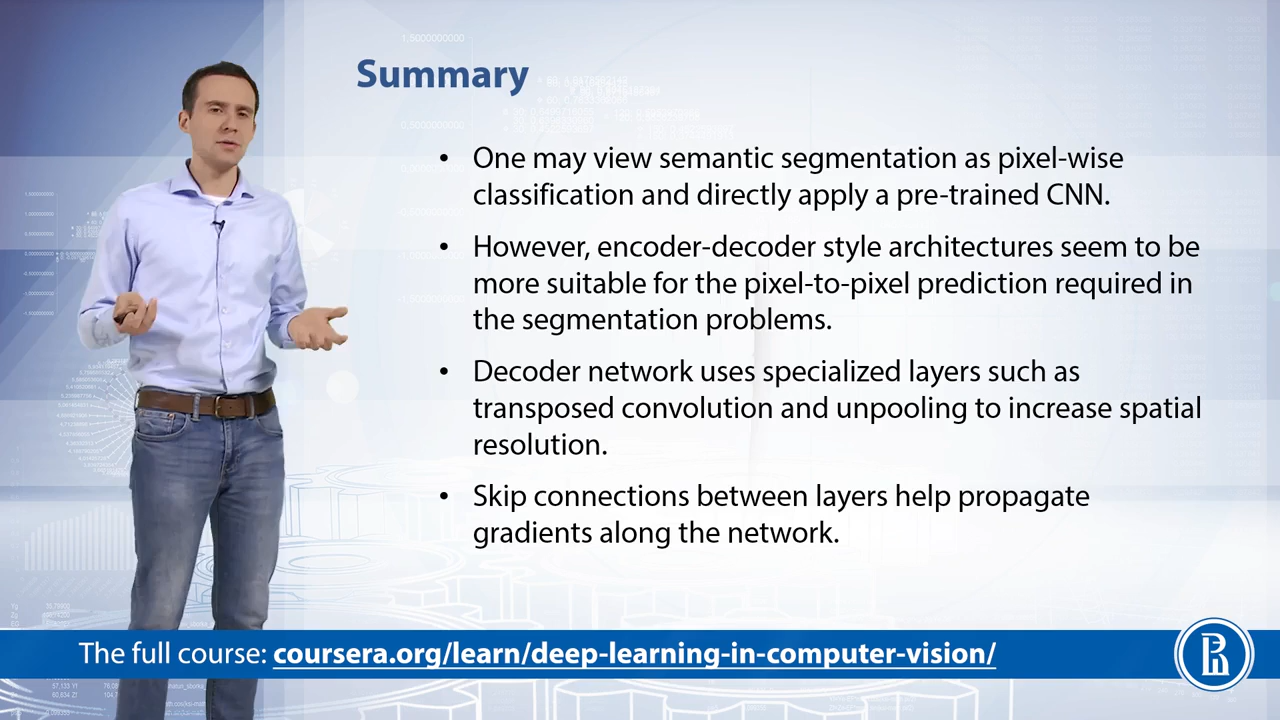 Summary
• One may view semantic segmentation as pixel-wise
classification and directly apply a pre-trained CNN.
• However, encoder-decoder style architectures seem to be
more suitable for the pixel-to-pixel prediction required in
the segmentation problems.
• Decoder network uses specialized layers such as
transposed convolution and unpooling to increase spatial
resolution.
• Skip connections between layers help propagate
gradients along the network.
The full course: coursera.org/learn/deep-learning-in-computer-vision/